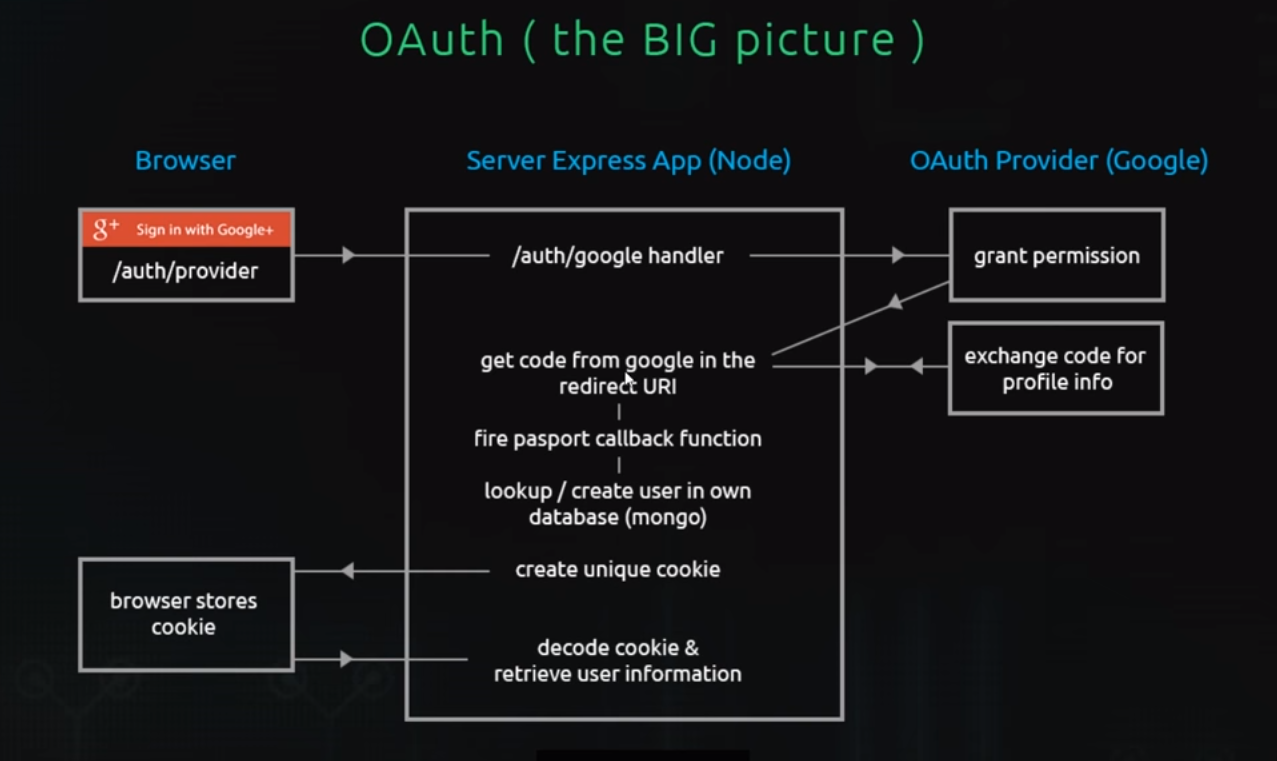 OAuth ( the BIG picture )
Browser
Server Express App (Node)
OAuth Provider (Google)
g+ Sign in with Google+
/auth/provider
/auth/google handler
grant permission
get code from google in the
redirect URI
exchange code for
profile info
fire pasport callback function
lookup / create user in own
database (mongo)
create unique cookie
browser stores
cookie
decode cookie &
retrieve user information